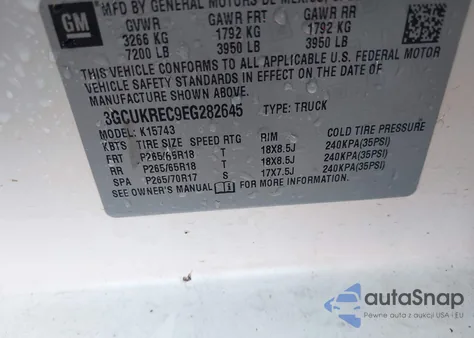 GM
MFD BY GENERAL MOTORS DE MEXICO,
GVWR GAWR FRT GAWR RR
3266 KG 1792 KG 1792 KG
7200 LB 3950 LB 3950 LB
THIS VEHICLE CONFORMS TO ALL APPLICABLE U.S. FEDERAL MOTOR
VEHICLE SAFETY STANDARDS IN EFFECT ON THE DATE OF
MANUFACTURE SHOWN ABOVE.
3GCUKREC9EG282645 TYPE: TRUCK
MODEL: K15743
KBTS TIRE SIZE SPEED RTG RIM COLD TIRE PRESSURE
FRT P265/65R18 T 18X8.5J 240KPA(35PSI)
RR P265/65R18 T 18X8.5J 240KPA(35PSI)
SPA P265/70R17 S 17X7.5J 240KPA(35PSI)
SEE OWNER'S MANUAL FOR MORE INFORMATION
autoSnap
Pewne auto z USA i EU